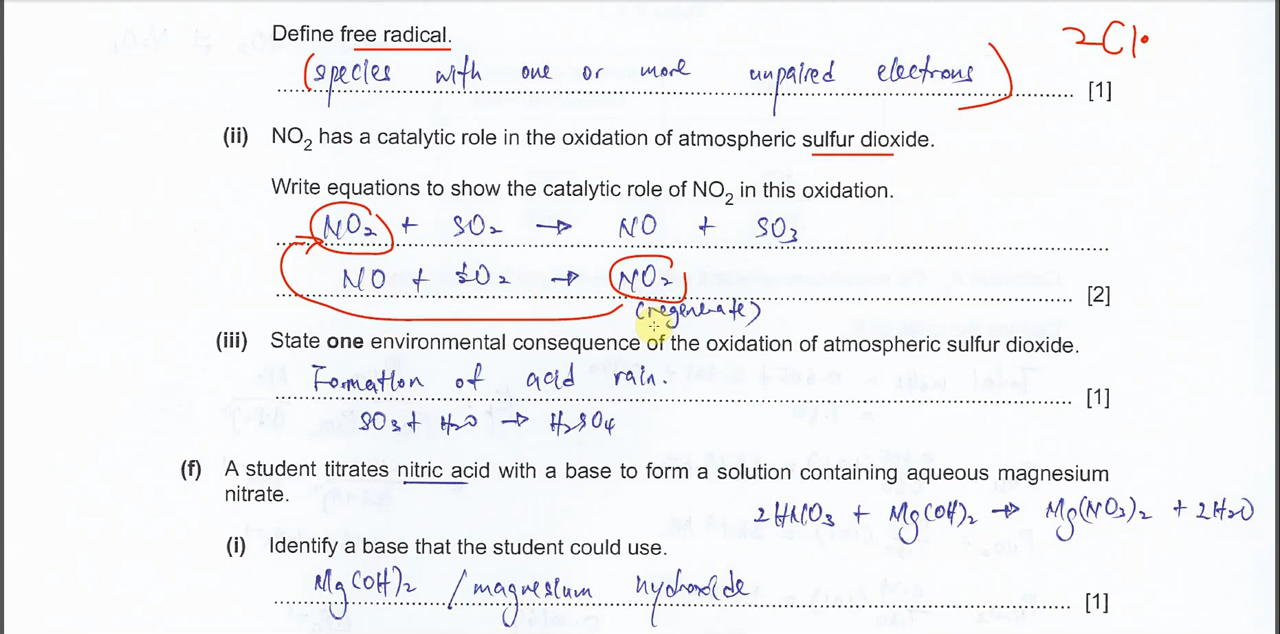 Define free radical.
2Cl•
(species with one or more unpaired electrons)
[1]
(ii) NO₂ has a catalytic role in the oxidation of atmospheric sulfur dioxide.
Write equations to show the catalytic role of NO₂ in this oxidation.
NO₂ + SO₂ → NO + SO₃
NO + ½O₂ → NO₂
[2]
(regenerate)
(iii) State one environmental consequence of the oxidation of atmospheric sulfur dioxide.
Formation of acid rain.
[1]
SO₃ + H₂O → H₂SO₄
(f) A student titrates nitric acid with a base to form a solution containing aqueous magnesium
nitrate.
2HNO₃ + Mg(OH)₂ → Mg(NO₃)₂ + 2H₂O
(i) Identify a base that the student could use.
Mg(OH)₂ / magnesium hydroxide
[1]